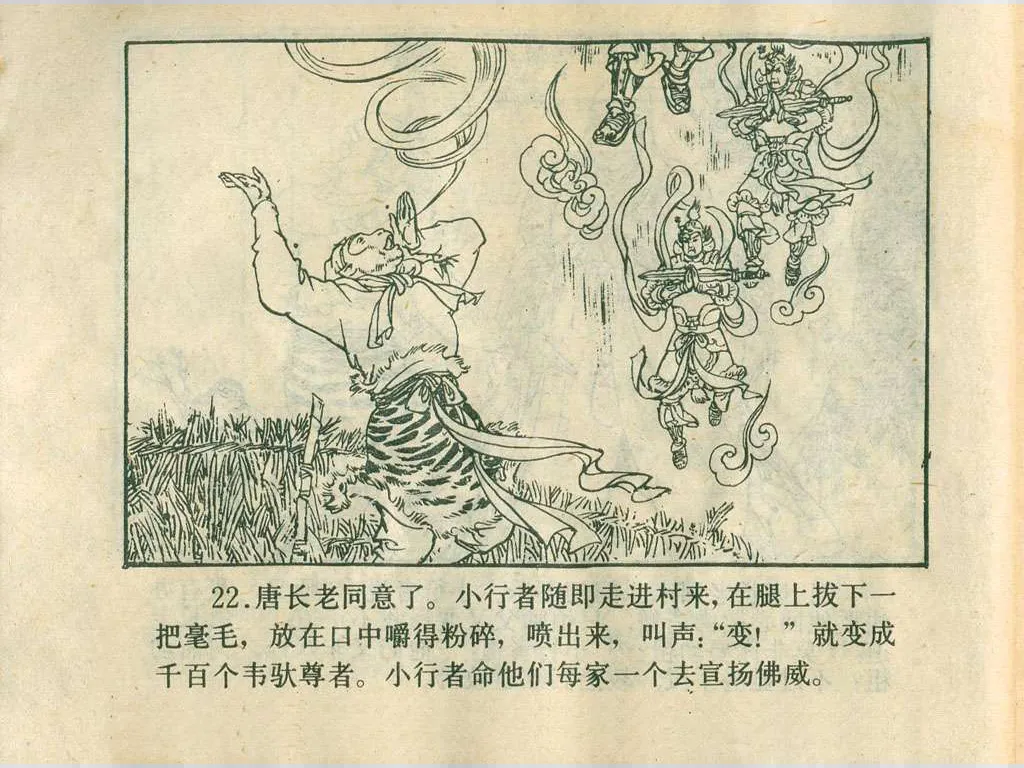 22.唐长老同意了。小行者随即走进村来,在腿上拔下一
把毫毛,放在口中嚼得粉碎,喷出来,叫声:“变!”就变成
千百个韦驮尊者。小行者命他们每家一个去宣扬佛威。